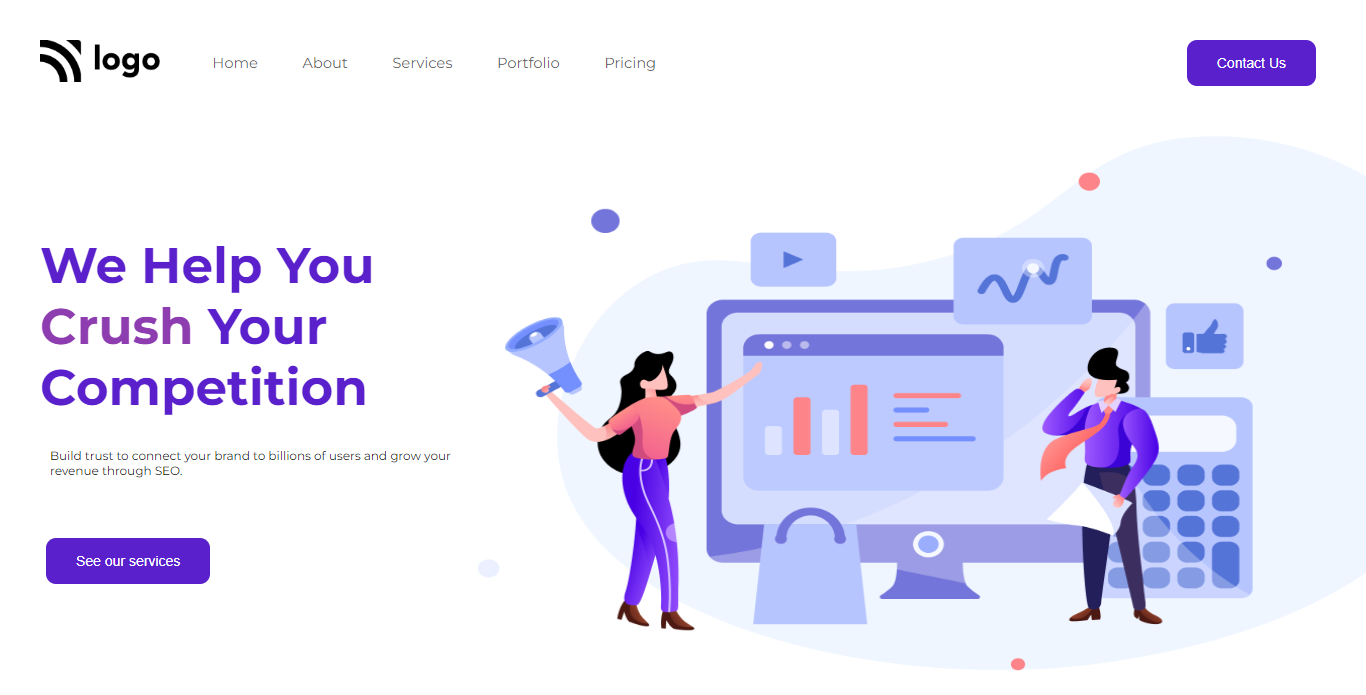 logo
Home
About
Services
Portfolio
Pricing
Contact Us
We Help You
Crush Your
Competition
Build trust to connect your brand to billions of users and grow your
revenue through SEO.
See our services